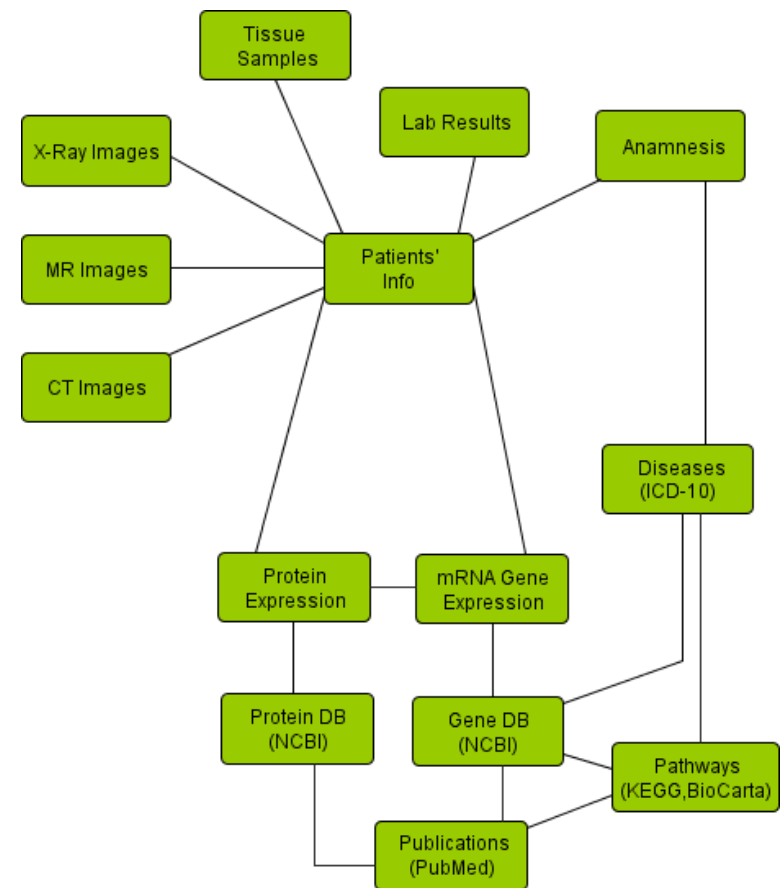 Tissue
Samples
Lab Results
Anamnesis
X-Ray Images
Patients'
Info
MR Images
CT Images
Diseases
(ICD-10)
Protein
Expression
mRNA Gene
Expression
Protein DB
(NCBI)
Gene DB
(NCBI)
Pathways
(KEGG,BioCarta)
Publications
(PubMed)